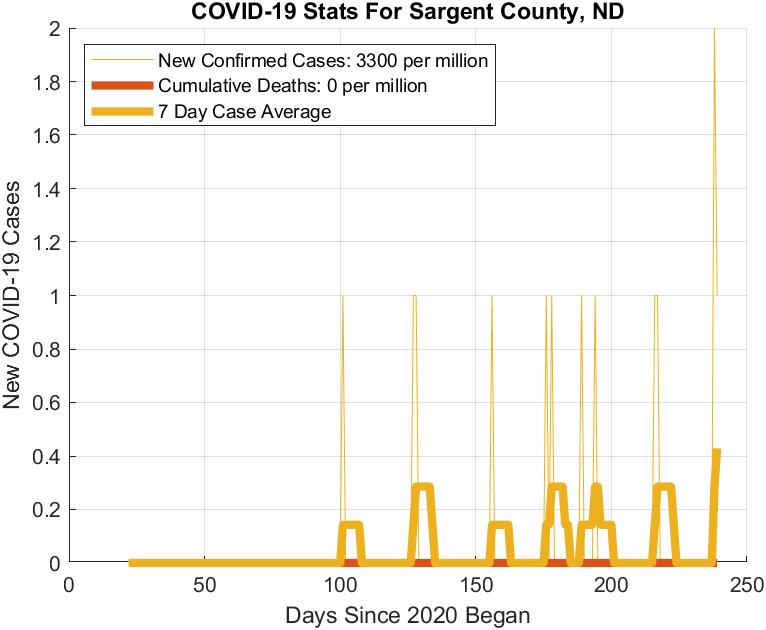 COVID-19 Stats For Sargent County, ND
New Confirmed Cases: 3300 per million
Cumulative Deaths: 0 per million
7 Day Case Average
New COVID-19 Cases
2
1.8
1.6
1.4
1.2
1
0.8
0.6
0.4
0.2
0
0 50 100 150 200 250
Days Since 2020 Began